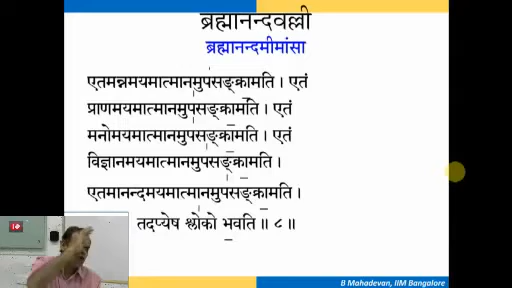 ब्रह्मानन्दवल्ली
ब्रह्मानन्दमीमांसा
एतमन्नमयमात्मानमुपसङ्क्रामति । एतं
प्राणमयमात्मानमुपसङ्क्रामति । एतं
मनोमयमात्मानमुपसङ्क्रामति । एतं
विज्ञानमयमात्मानमुपसङ्क्रामति ।
एतमानन्दमयमात्मानमुपसङ्क्रामति ।
तदप्येष श्लोको भवति ॥ ८ ॥
B Mahadevan, IIM Bangalore